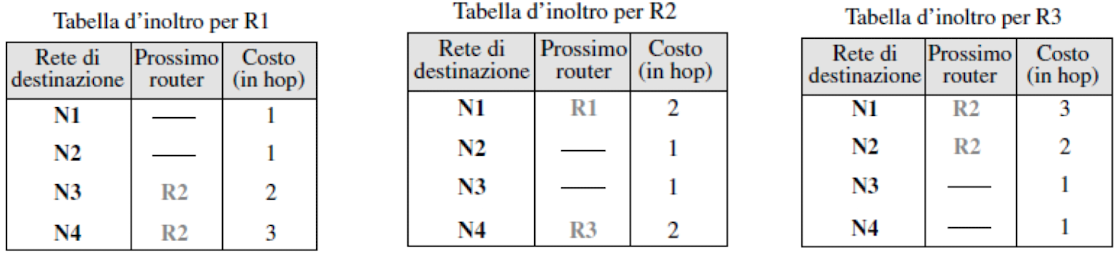 Tabella d'inoltro per R1
Rete di destinazione Prossimo router Costo (in hop)
N1 — 1
N2 — 1
N3 R2 2
N4 R2 3
Tabella d'inoltro per R2
Rete di destinazione Prossimo router Costo (in hop)
N1 R1 2
N2 — 1
N3 — 1
N4 R3 2
Tabella d'inoltro per R3
Rete di destinazione Prossimo router Costo (in hop)
N1 R2 3
N2 R2 2
N3 — 1
N4 — 1